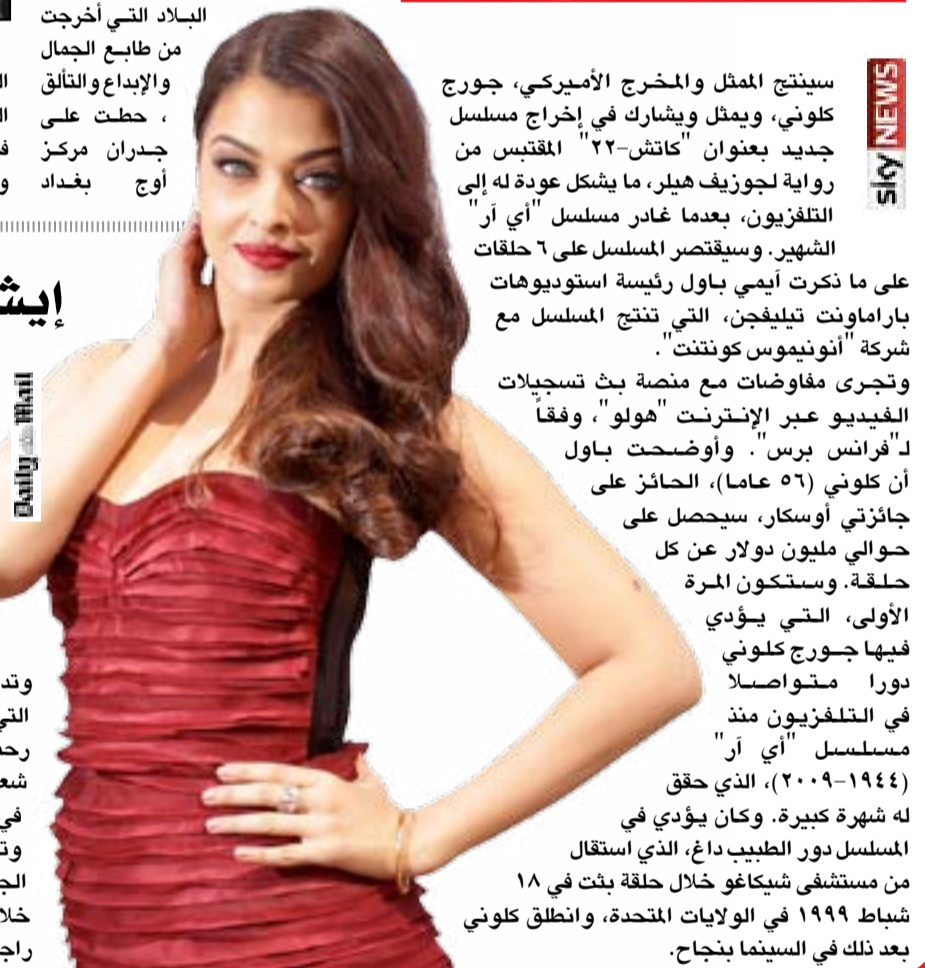 سينتج الممثل والمخرج الأميركي، جورج
كلوني، ويمثل ويشارك في إخراج مسلسل
جديد بعنوان "كاتش-٢٢" المقتبس من
رواية لجوزيف هيلر، ما يشكل عودة له إلى
التلفزيون، بعدما غادر مسلسل "أي آر"
الشهير. وسيقتصر المسلسل على ٦ حلقات
على ما ذكرت آيمي باول رئيسة استوديوهات
باراماونت تيليفجن، التي تنتج المسلسل مع
شركة "أنونيموس كونتنت".
وتجرى مفاوضات مع منصة بث تسجيلات
الفيديو عبر الإنترنت "هولو"، وفقاً
لـ"فرانس برس". وأوضحت باول
أن كلوني (٥٦ عاما)، الحائز على
جائزتي أوسكار، سيحصل على
حوالي مليون دولار عن كل
حلقة. وستكون المرة
الأولى، التي يؤدي
فيها جورج كلوني
دورا متواصلا
في التلفزيون منذ
مسلسل "أي آر"
(١٩٤٤-٢٠٠٩)، الذي حقق
له شهرة كبيرة. وكان يؤدي في
المسلسل دور الطبيب داغ، الذي استقال
من مستشفى شيكاغو خلال حلقة بثت في ١٨
شباط ١٩٩٩ في الولايات المتحدة، وانطلق كلوني
بعد ذلك في السينما بنجاح.
sky NEWS
البلاد التي أخرجت
من طابع الجمال
والإبداع والتألق
، حطت على
جدران مركز
أوج بغداد
Daily Mail
التي
في